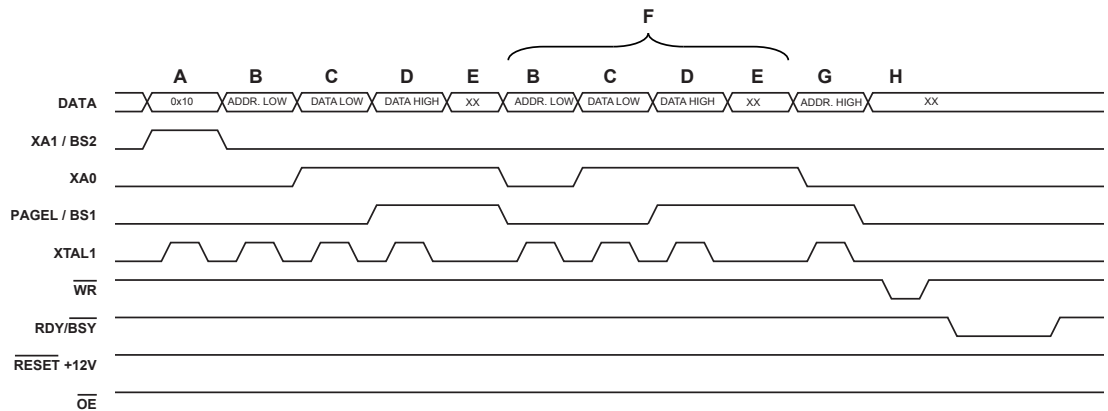 F
A B C D E B C D E G H
DATA 0x10 ADDR. LOW DATA LOW DATA HIGH XX ADDR. LOW DATA LOW DATA HIGH XX ADDR. HIGH XX
XA1 / BS2
XA0
PAGEL / BS1
XTAL1
WR
RDY/BSY
RESET +12V
OE